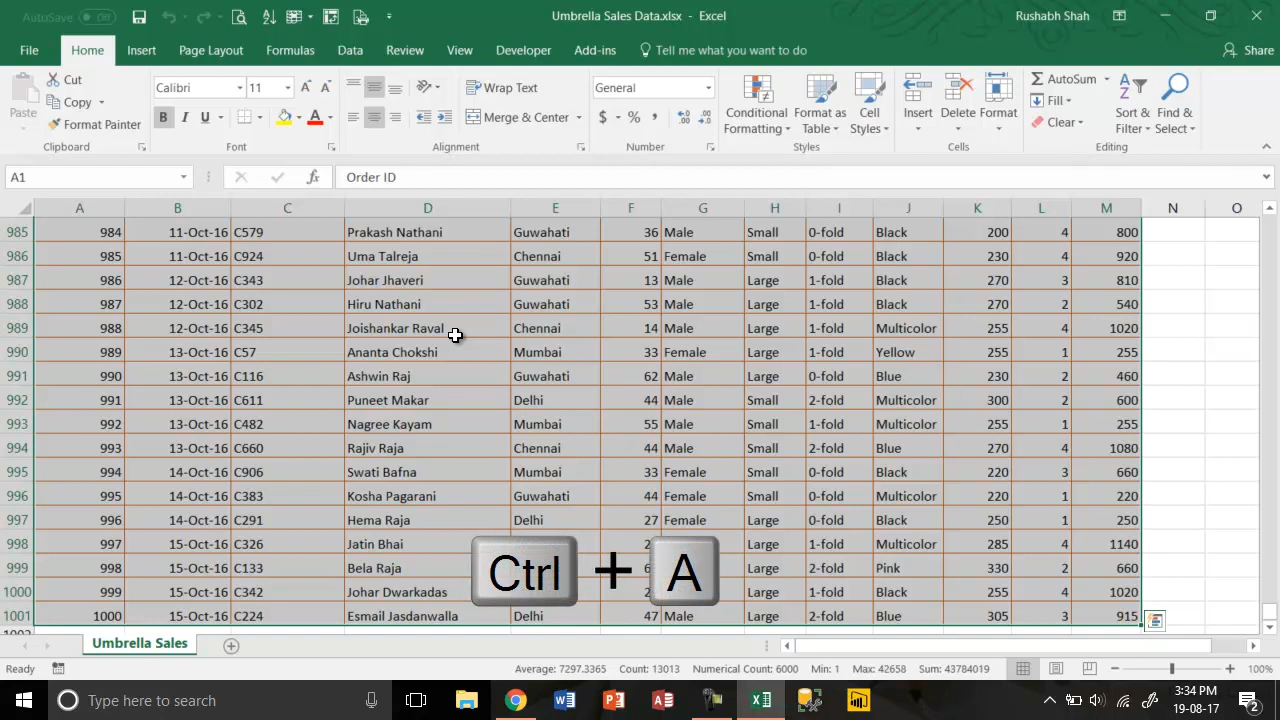 AutoSave Off
Umbrella Sales Data.xlsx - Excel
Rushabh Shah
File Home Insert Page Layout Formulas Data Review View Developer Add-ins Tell me what you want to do Share
Paste Cut Calibri 11 A A Wrap Text General Conditional Formatting Format as Table Cell Styles Insert Delete Format AutoSum Sort & Filter Find & Select
Copy Fill
Format Painter B I U A Merge & Center $ % , Clear
Clipboard Font Alignment Number Styles Cells Editing
A1 fx Order ID
A B C D E F G H I J K L M N O
985 984 11-Oct-16 C579 Prakash Nathani Guwahati 36 Male Small 0-fold Black 200 4 800
986 985 11-Oct-16 C924 Uma Talreja Chennai 51 Female Small 0-fold Black 230 4 920
987 986 12-Oct-16 C343 Johar Jhaveri Guwahati 13 Male Large 1-fold Black 270 3 810
988 987 12-Oct-16 C302 Hiru Nathani Guwahati 53 Male Large 1-fold Black 270 2 540
989 988 12-Oct-16 C345 Joishankar Raval Chennai 14 Male Large 1-fold Multicolor 255 4 1020
990 989 13-Oct-16 C57 Ananta Chokshi Mumbai 33 Female Large 1-fold Yellow 255 1 255
991 990 13-Oct-16 C116 Ashwin Raj Guwahati 62 Male Large 0-fold Blue 230 2 460
992 991 13-Oct-16 C611 Puneet Makar Delhi 44 Male Small 2-fold Multicolor 300 2 600
993 992 13-Oct-16 C482 Nagree Kayam Mumbai 55 Male Small 1-fold Multicolor 255 1 255
994 993 13-Oct-16 C660 Rajiv Raja Chennai 44 Male Small 2-fold Blue 270 4 1080
995 994 14-Oct-16 C906 Swati Bafna Mumbai 33 Female Small 0-fold Black 220 3 660
996 995 14-Oct-16 C383 Kosha Pagarani Guwahati 44 Female Small 0-fold Multicolor 220 1 220
997 996 14-Oct-16 C291 Hema Raja Delhi 27 Female Large 0-fold Black 250 1 250
998 997 15-Oct-16 C326 Jatin Bhai Large 1-fold Multicolor 285 4 1140
999 998 15-Oct-16 C133 Bela Raja Large 2-fold Pink 330 2 660
1000 999 15-Oct-16 C342 Johar Dwarkadas Large 1-fold Black 255 4 1020
1001 1000 15-Oct-16 C224 Esmail Jasdanwalla Delhi 47 Male Large 2-fold Blue 305 3 915
Ctrl + A
Umbrella Sales
Ready Average: 7297.3365 Count: 13013 Numerical Count: 6000 Min: 1 Max: 42658 Sum: 43784019 100%
Type here to search
3:34 PM
19-08-17
2